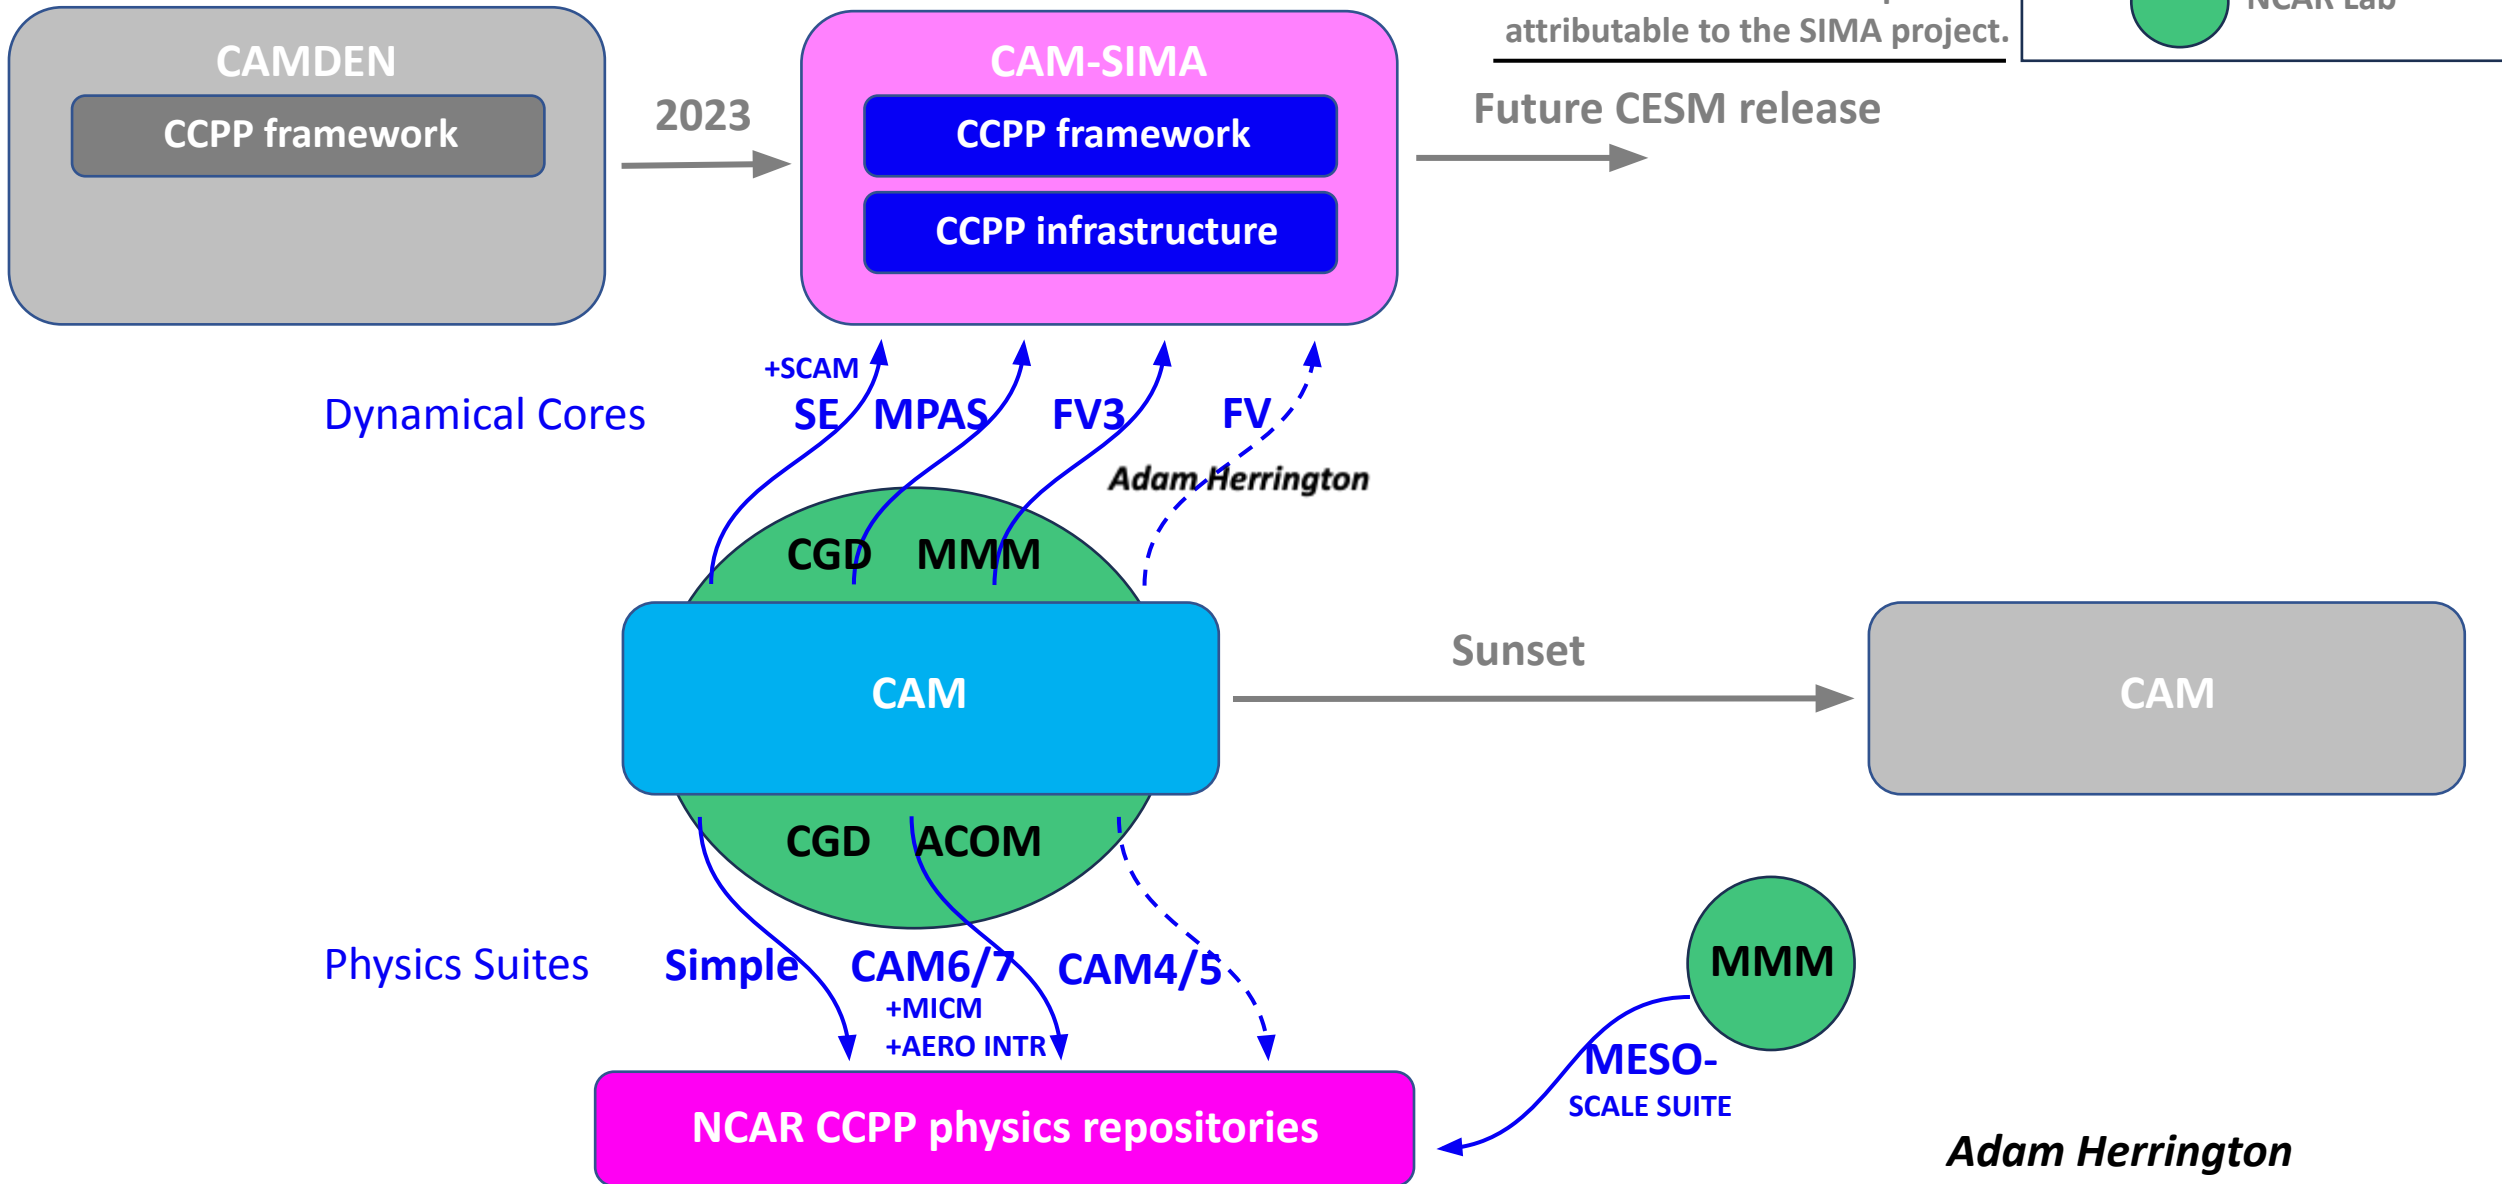 NCAR Lab
attributable to the SIMA project.
CAMDEN
CAM-SIMA
CCPP framework
2023
CCPP framework
Future CESM release
CCPP infrastructure
+SCAM
Dynamical Cores
SE
MPAS
FV3
FV
Adam Herrington
CGD
MMM
Sunset
CAM
CAM
CGD
ACOM
Physics Suites
Simple
CAM6/7
CAM4/5
MMM
+MICM
+AERO INTR
MESO-
SCALE SUITE
NCAR CCPP physics repositories
Adam Herrington